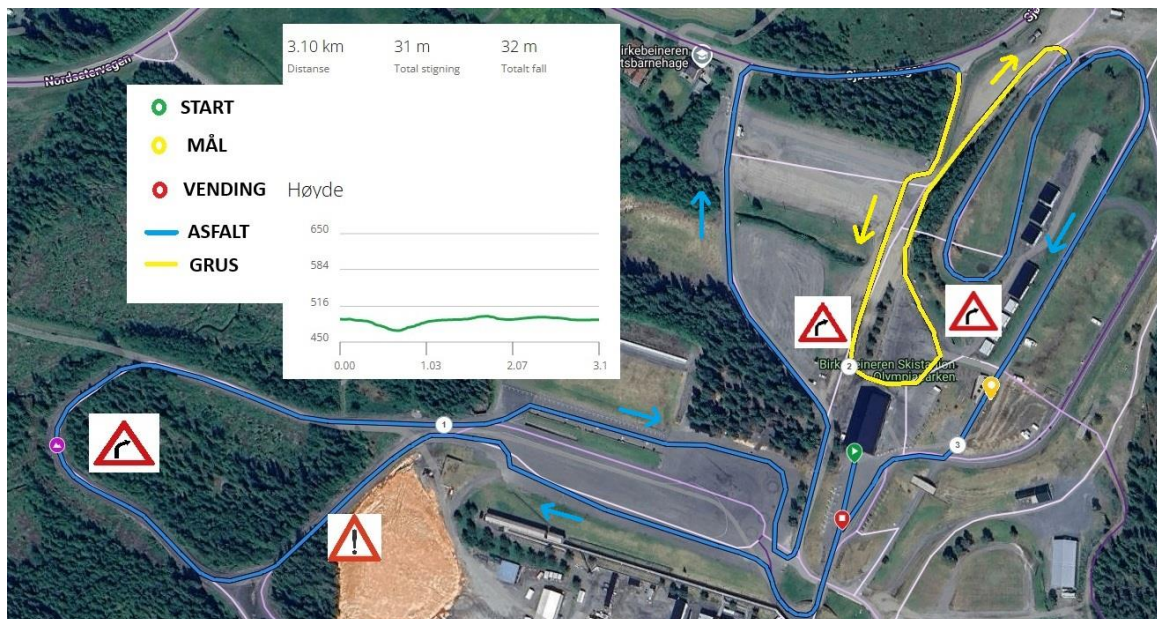 Nordsetervegen
3.10 km
31 m
32 m
Distanse
Total stigning
Totalt fall
START
MÅL
VENDING
Høyde
ASFALT
GRUS
650
584
516
450
0.00
1.03
2.07
3.1
Birkebeineren Skistadion
Olympiaparken
1
2
3